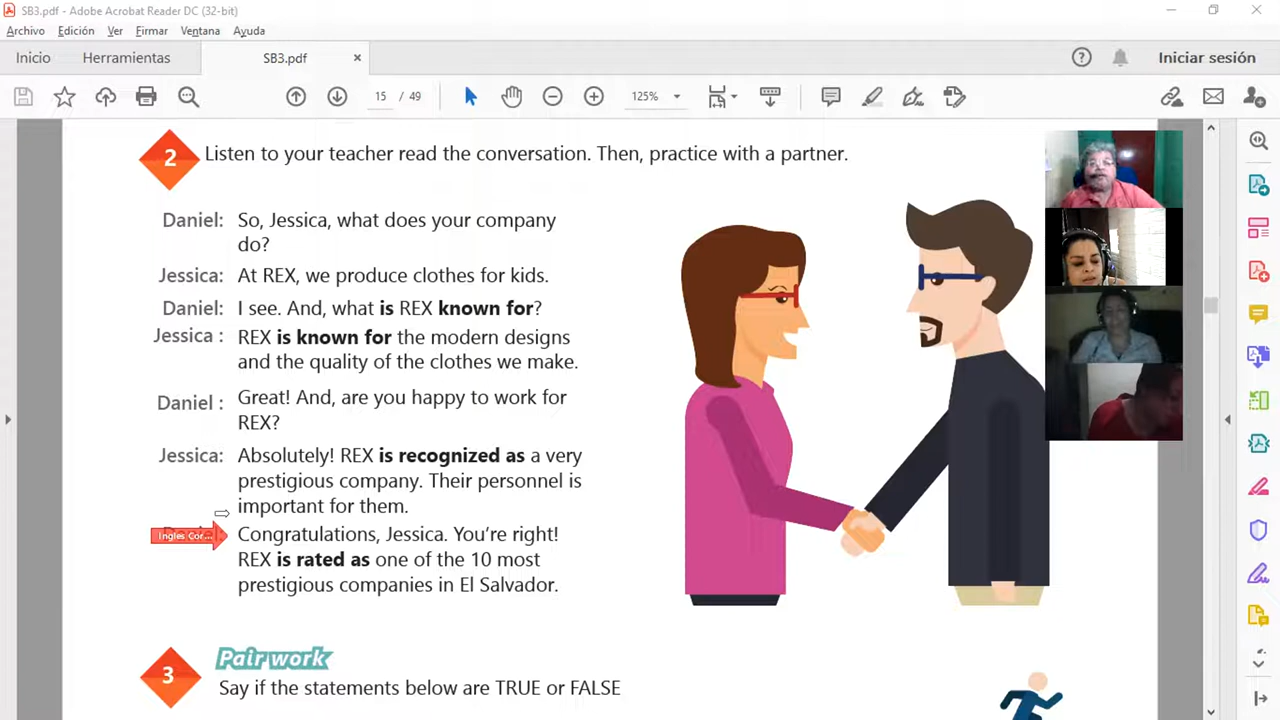 SB3.pdf - Adobe Acrobat Reader DC (32-bit)
Archivo Edición Ver Firmar Ventana Ayuda
Inicio Herramientas SB3.pdf × Iniciar sesión
15 / 49 125%
2 Listen to your teacher read the conversation. Then, practice with a partner.
Daniel: So, Jessica, what does your company
do?
Jessica: At REX, we produce clothes for kids.
Daniel: I see. And, what is REX known for?
Jessica : REX is known for the modern designs
and the quality of the clothes we make.
Daniel : Great! And, are you happy to work for
REX?
Jessica: Absolutely! REX is recognized as a very
prestigious company. Their personnel is
important for them.
Ingles Cor... Congratulations, Jessica. You're right!
REX is rated as one of the 10 most
prestigious companies in El Salvador.
3 Pair work
Say if the statements below are TRUE or FALSE